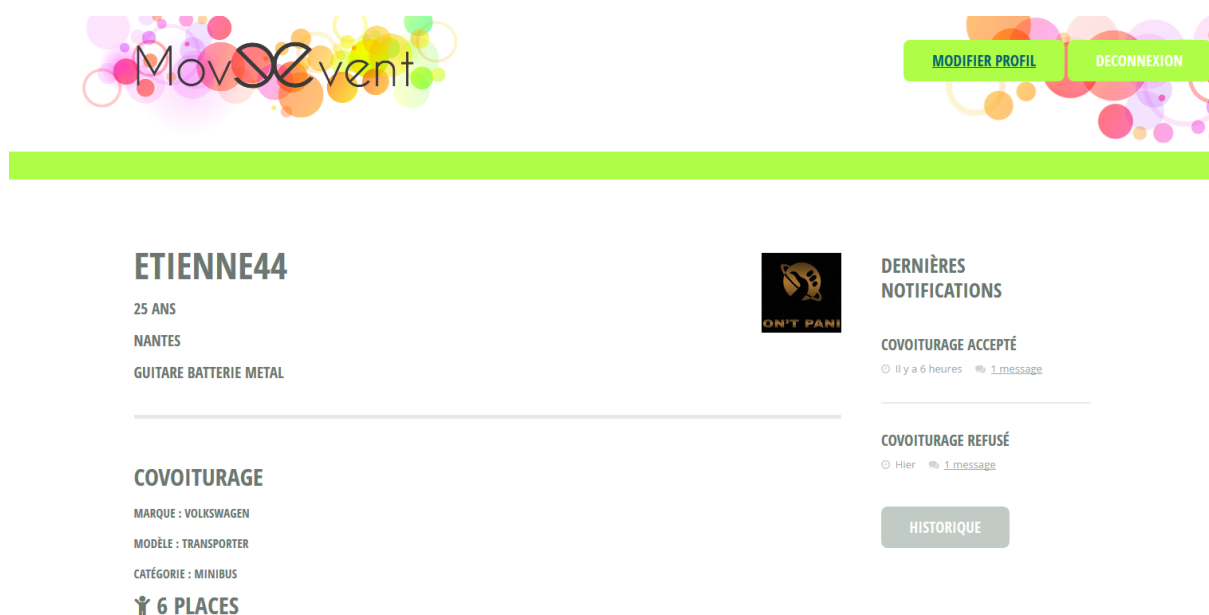 MovEEvent
MODIFIER PROFIL
DECONNEXION
ETIENNE44
25 ANS
NANTES
GUITARE BATTERIE METAL
ON'T PANI
COVOITURAGE
MARQUE : VOLKSWAGEN
MODÈLE : TRANSPORTER
CATÉGORIE : MINIBUS
6 PLACES
DERNIÈRES
NOTIFICATIONS
COVOITURAGE ACCEPTÉ
Il y a 6 heures 1 message
COVOITURAGE REFUSÉ
Hier 1 message
HISTORIQUE